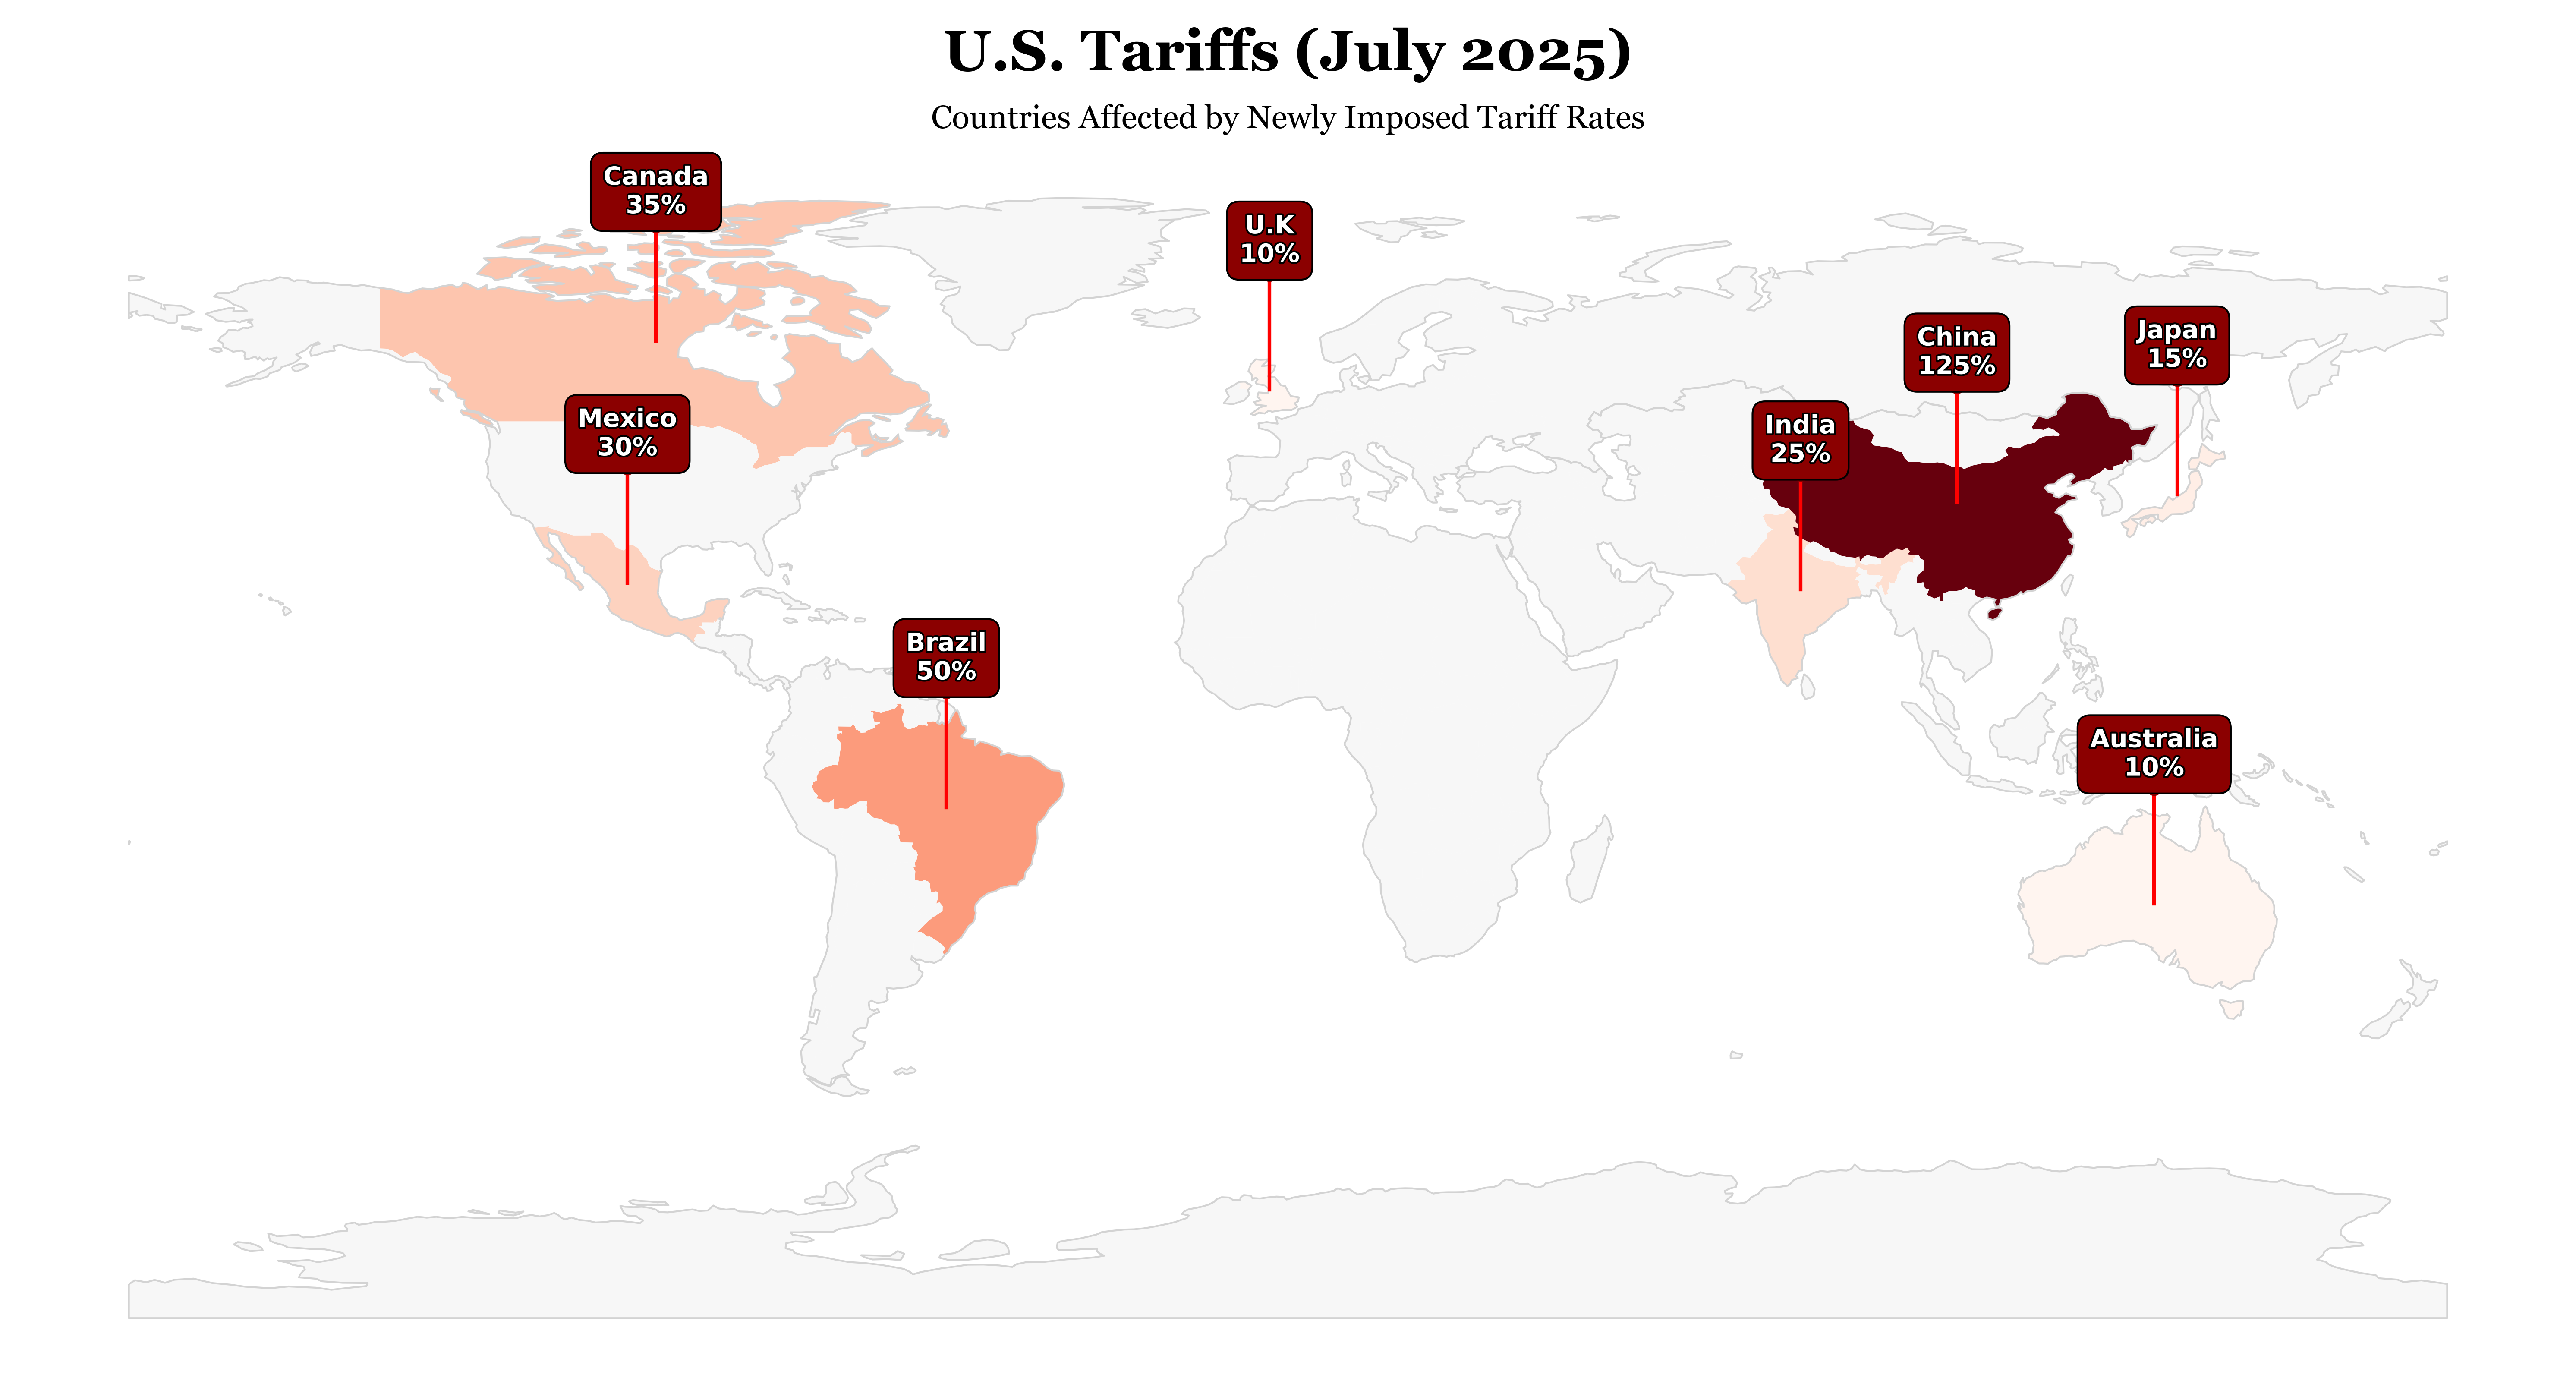 U.S. Tariffs (July 2025)
Countries Affected by Newly Imposed Tariff Rates
Canada
35%
U.K
10%
China
125%
Japan
15%
Mexico
30%
India
25%
Brazil
50%
Australia
10%